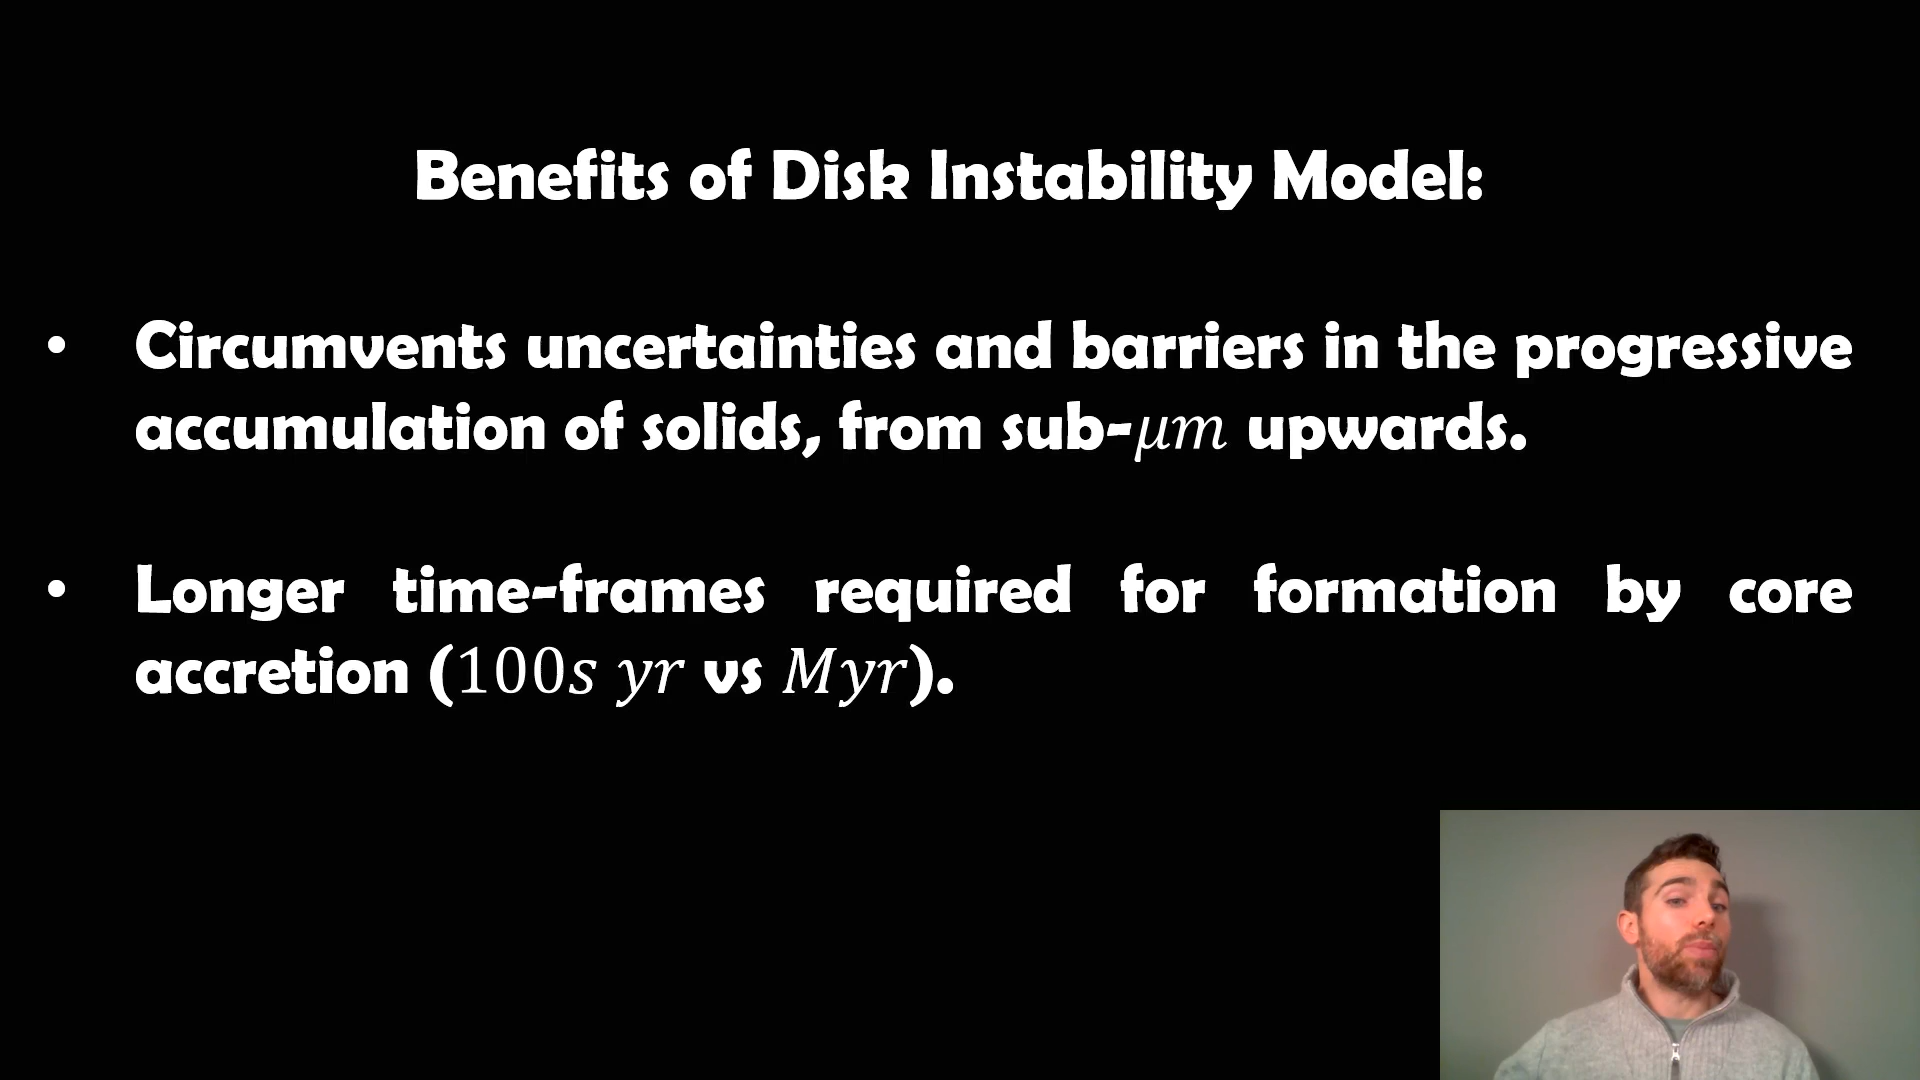 Benefits of Disk Instability Model:
• Circumvents uncertainties and barriers in the progressive
accumulation of solids, from sub-μm upwards.
• Longer time-frames required for formation by core
accretion (100s yr vs Myr).